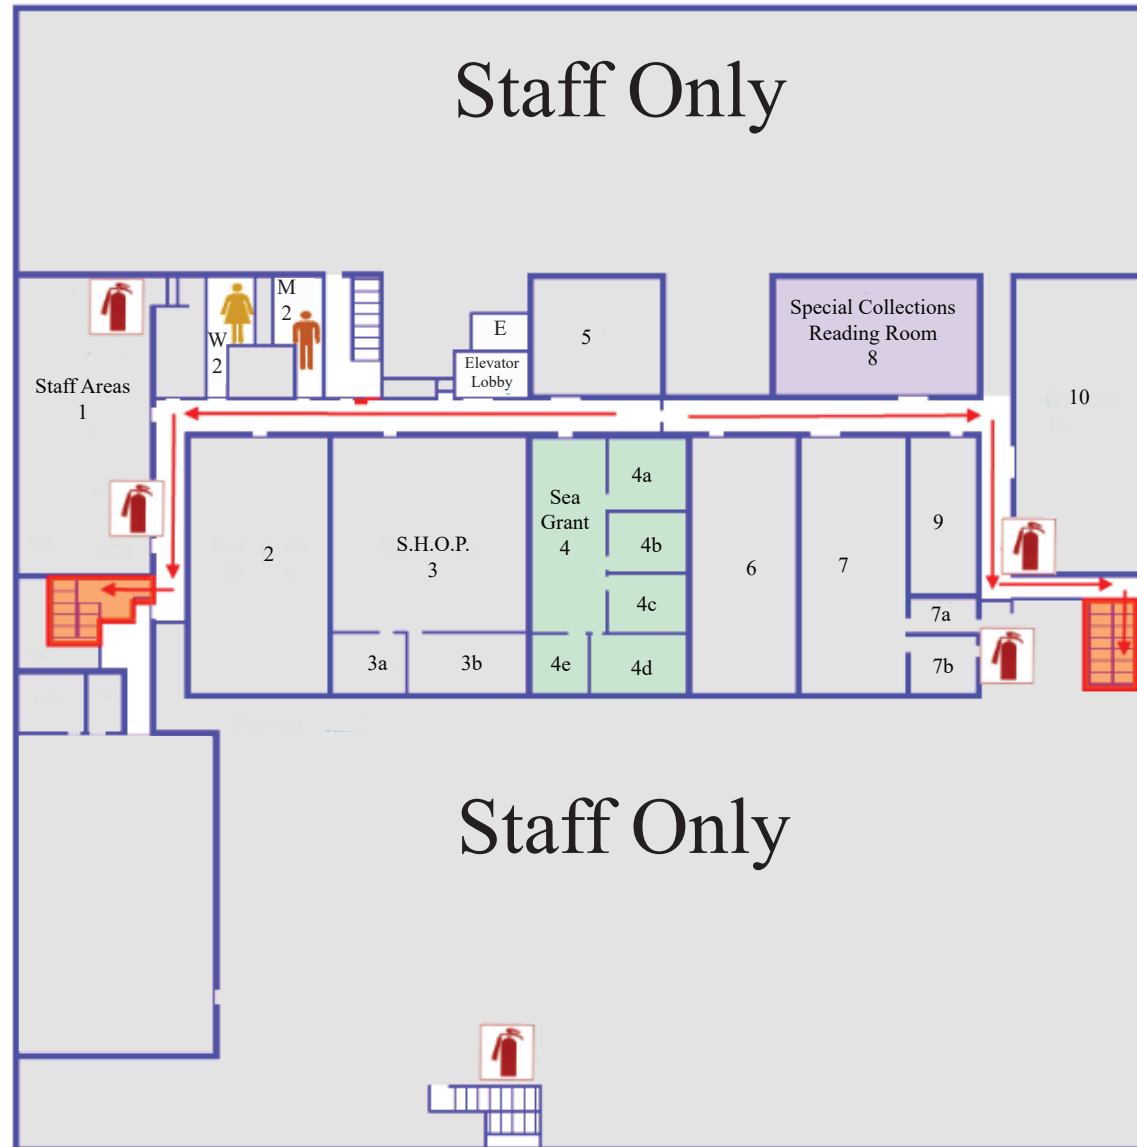 Staff Only
M
2
W
2
E
Elevator
Lobby
5
Special Collections
Reading Room
8
Staff Areas
1
10
2
S.H.O.P.
3
3a
3b
Sea
Grant
4
4a
4b
4c
4e
4d
6
7
9
7a
7b
Staff Only